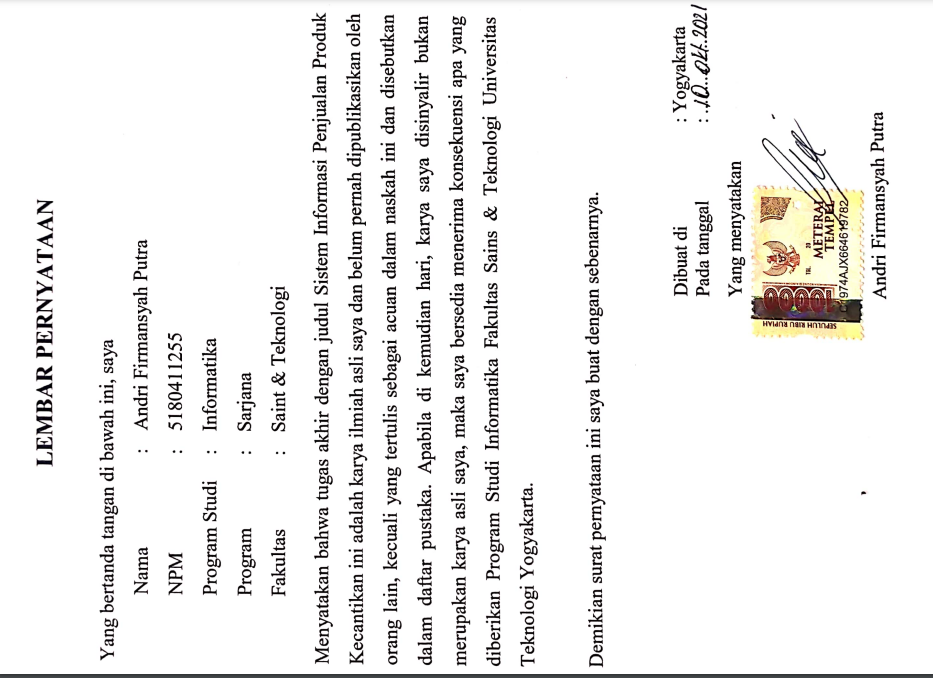 LEMBAR PERNYATAAN
Yang bertanda tangan di bawah ini, saya
Nama : Andri Firmansyah Putra
NPM : 5180411255
Program Studi : Informatika
Program : Sarjana
Fakultas : Saint & Teknologi
Menyatakan bahwa tugas akhir dengan judul Sistem Informasi Penjualan Produk
Kecantikan ini adalah karya ilmiah asli saya dan belum pernah dipublikasikan oleh
orang lain, kecuali yang tertulis sebagai acuan dalam naskah ini dan disebutkan
dalam daftar pustaka. Apabila di kemudian hari, karya saya disinyalir bukan
merupakan karya asli saya, maka saya bersedia menerima konsekuensi apa yang
diberikan Program Studi Informatika Fakultas Sains & Teknologi Universitas
Teknologi Yogyakarta.
Demikian surat pernyataan ini saya buat dengan sebenarnya.
Dibuat di : Yogyakarta
Pada tanggal : 10 Okt 2021
Yang menyatakan
SEPULUH RIBU RUPIAH
10000
TGL. 20
METERAI
TEMPEL
974AJX664619782
Andri Firmansyah Putra